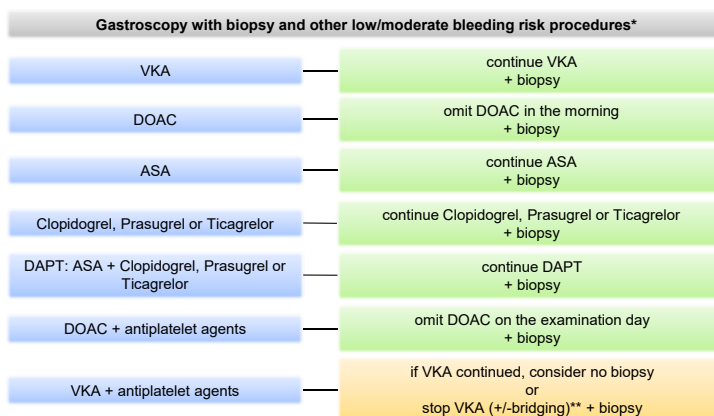 Gastroscopy with biopsy and other low/moderate bleeding risk procedures*
VKA
continue VKA
+ biopsy
DOAC
omit DOAC in the morning
+ biopsy
ASA
continue ASA
+ biopsy
Clopidogrel, Prasugrel or Ticagrelor
continue Clopidogrel, Prasugrel or Ticagrelor
+ biopsy
DAPT: ASA + Clopidogrel, Prasugrel or
Ticagrelor
continue DAPT
+ biopsy
DOAC + antiplatelet agents
omit DOAC on the examination day
+ biopsy
VKA + antiplatelet agents
if VKA continued, consider no biopsy
or
stop VKA (+/-bridging)** + biopsy